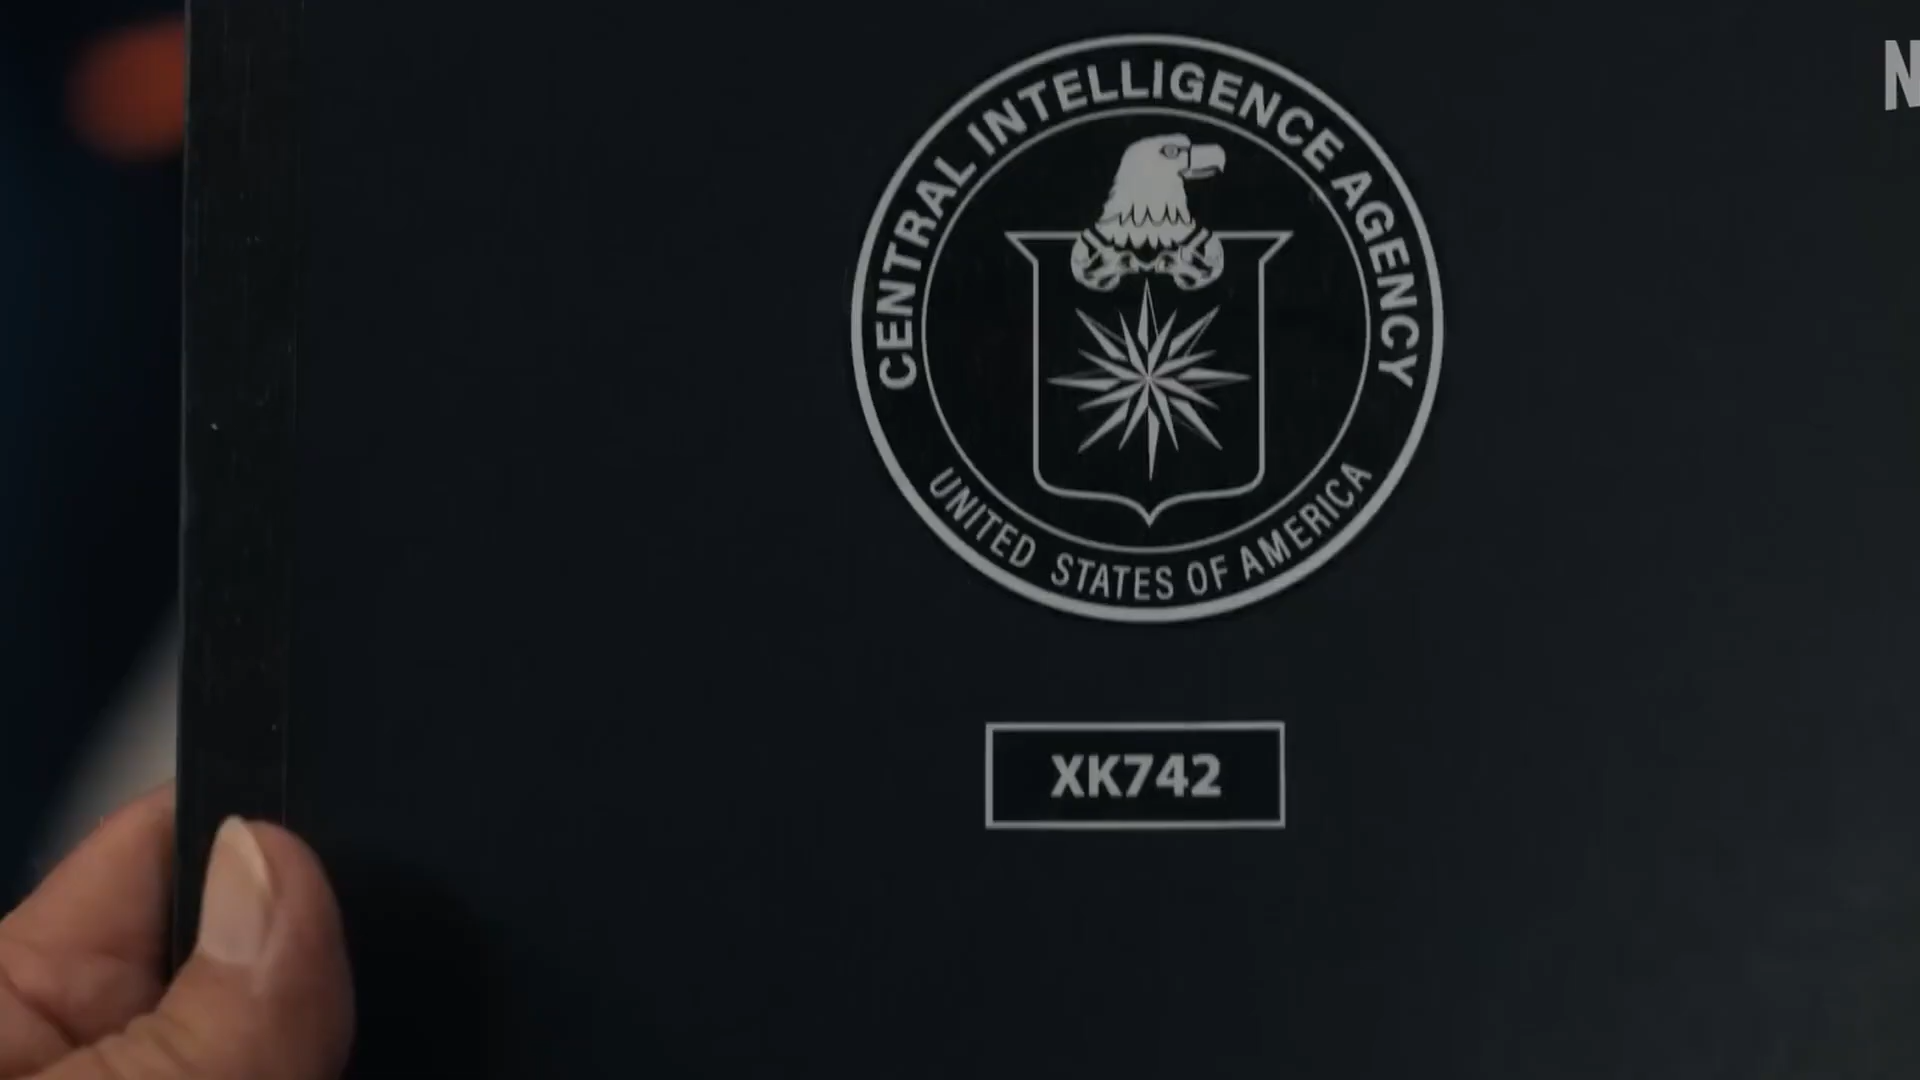 CENTRAL INTELLIGENCE AGENCY
N
UNITED STATES OF AMERICA
XK742